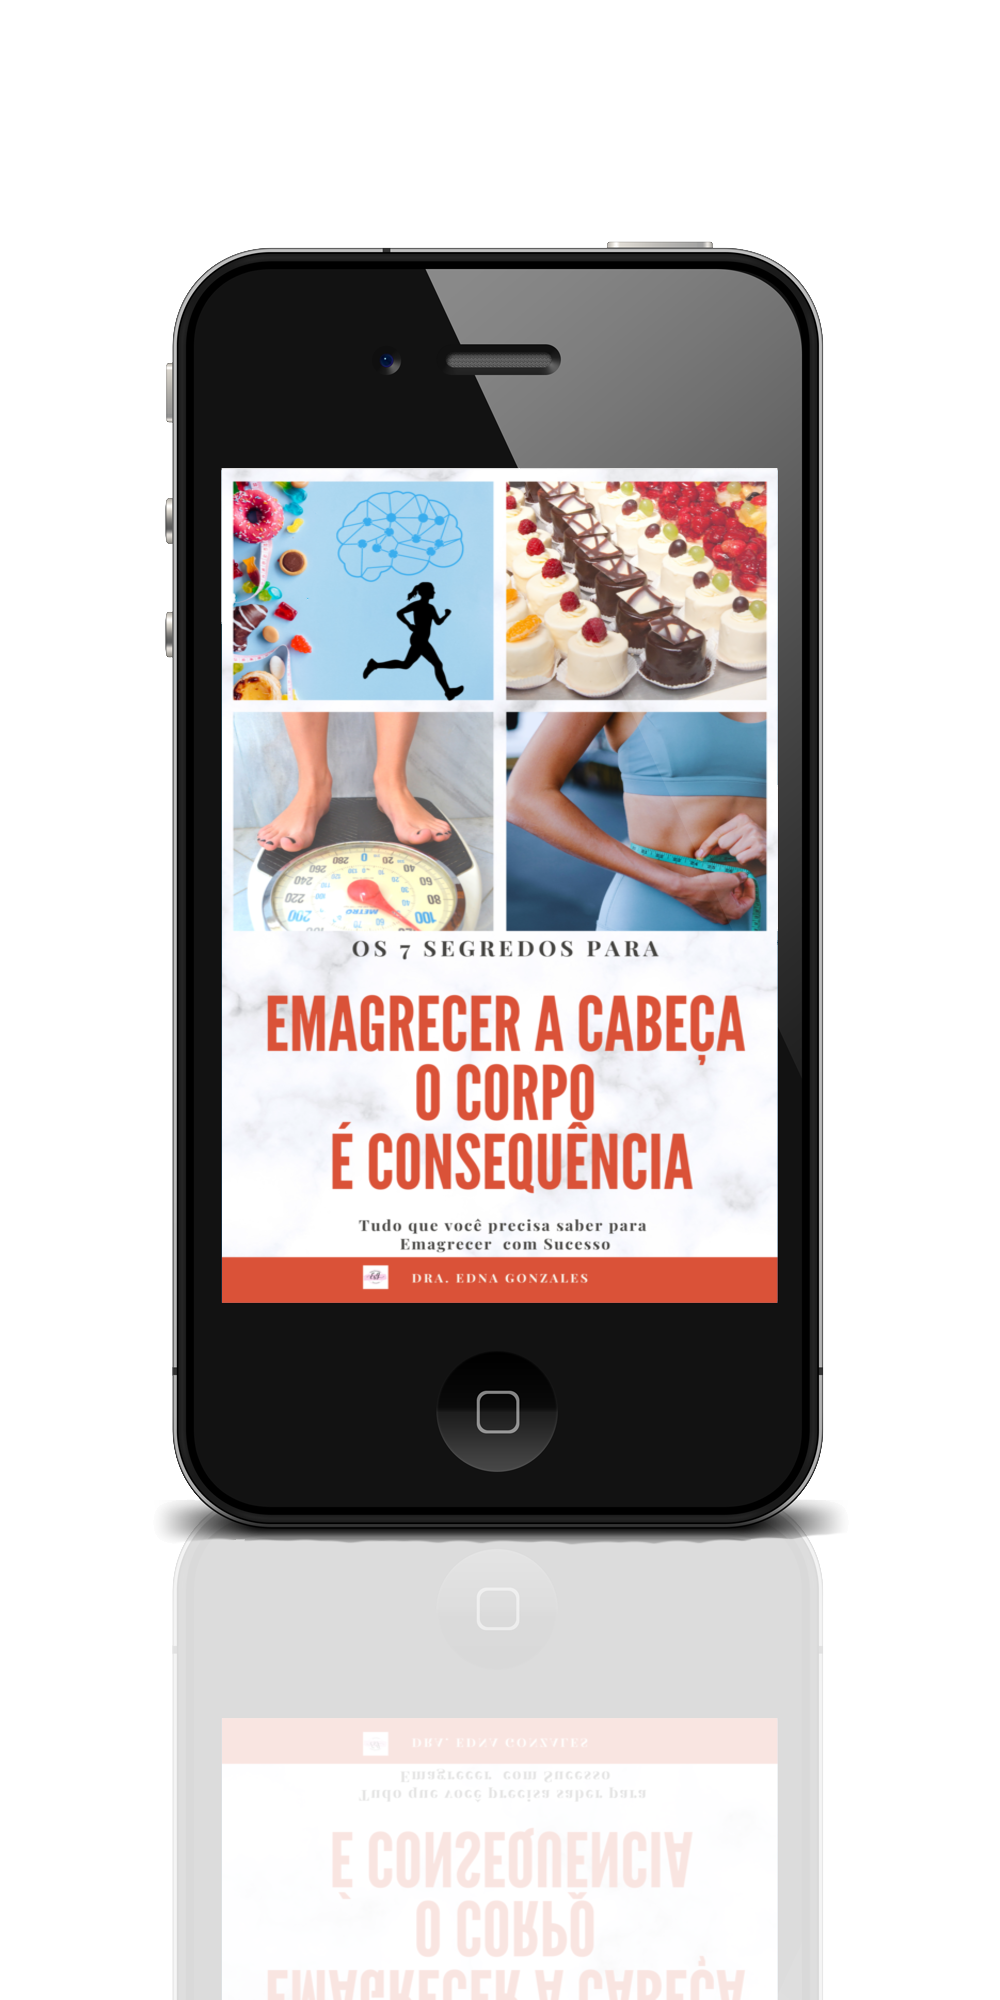 OS 7 SEGREDOS PARA
EMAGRECER A CABEÇA
O CORPO
É CONSEQUÊNCIA
Tudo que você precisa saber para
Emagrecer com Sucesso
DRA. EDNA GONZALES